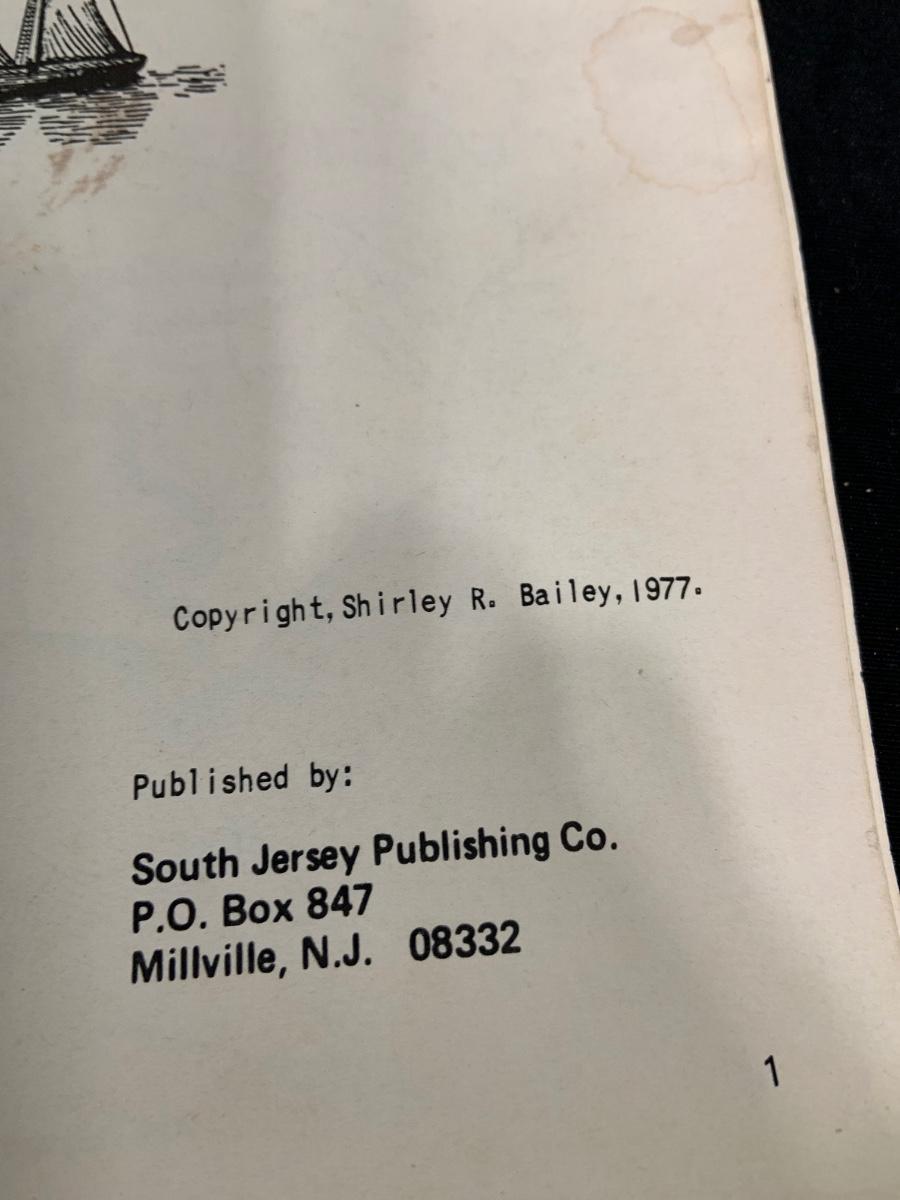 Copyright, Shirley R. Bailey, 1977.
Published by:
South Jersey Publishing Co.
P.O. Box 847
Millville, N.J. 08332
1